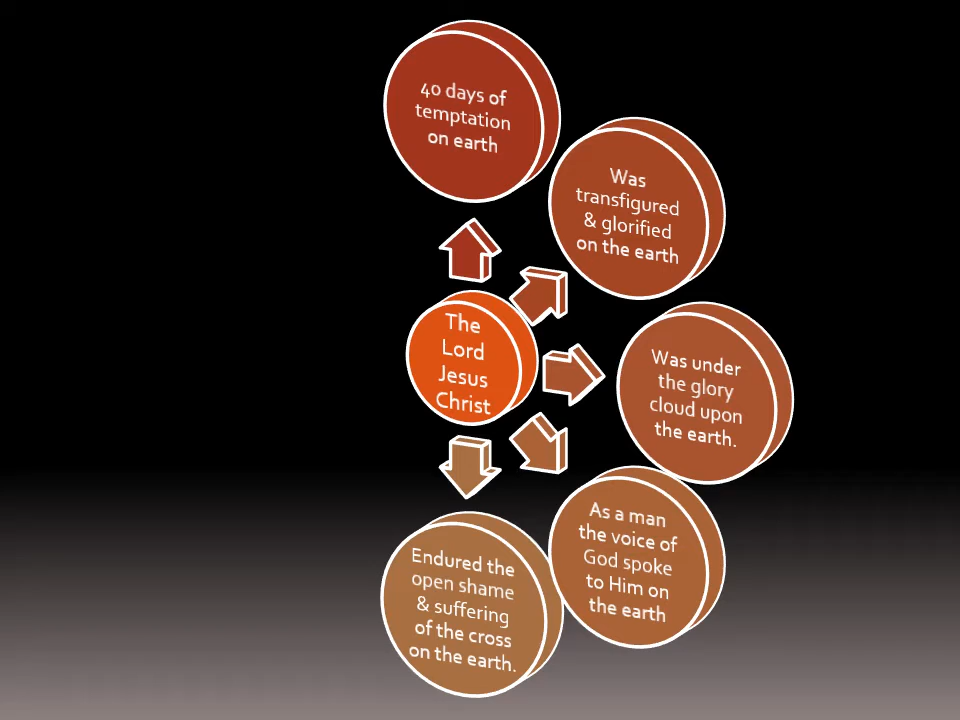 40 days of
temptation
on earth
Was
transfigured
& glorified
on the earth
The
Lord
Jesus
Christ
Was under
the glory
cloud upon
the earth.
As a man
the voice of
God spoke
to Him on
the earth
Endured the
open shame
& suffering
of the cross
on the earth.